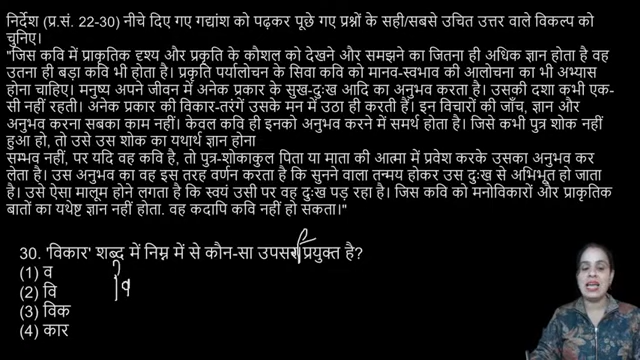 निर्देश (प्र.सं. 22-30) नीचे दिए गए गद्यांश को पढ़कर पूछे गए प्रश्नों के सही/सबसे उचित उत्तर वाले विकल्प को
चुनिए।
"जिस कवि में प्राकृतिक दृश्य और प्रकृति के कौशल को देखने और समझने का जितना ही अधिक ज्ञान होता है वह
उतना ही बड़ा कवि भी होता है। प्रकृति पर्यालोचन के सिवा कवि को मानव-स्वभाव की आलोचना का भी अभ्यास
होना चाहिए। मनुष्य अपने जीवन में अनेक प्रकार के सुख-दुःख आदि का अनुभव करता है। उसकी दशा कभी एक-
सी नहीं रहती। अनेक प्रकार की विकार-तरंगें उसके मन में उठा ही करती हैं। इन विचारों की जाँच, ज्ञान और
अनुभव करना सबका काम नहीं। केवल कवि ही इनको अनुभव करने में समर्थ होता है। जिसे कभी पुत्र शोक नहीं
हुआ हो, तो उसे उस शोक का यथार्थ ज्ञान होना
सम्भव नहीं, पर यदि वह कवि है, तो पुत्र-शोकाकुल पिता या माता की आत्मा में प्रवेश करके उसका अनुभव कर
लेता है। उस अनुभव का वह इस तरह वर्णन करता है कि सुनने वाला तन्मय होकर उस दुःख से अभिभूत हो जाता
है। उसे ऐसा मालूम होने लगता है कि स्वयं उसी पर वह दुःख पड़ रहा है। जिस कवि को मनोविकारों और प्राकृतिक
बातों का यथेष्ट ज्ञान नहीं होता. वह कदापि कवि नहीं हो सकता।"
30. 'विकार' शब्द में निम्न में से कौन-सा उपसर्ग प्रयुक्त है?
(1) व
(2) वि
वि
(3) विक
(4) कार